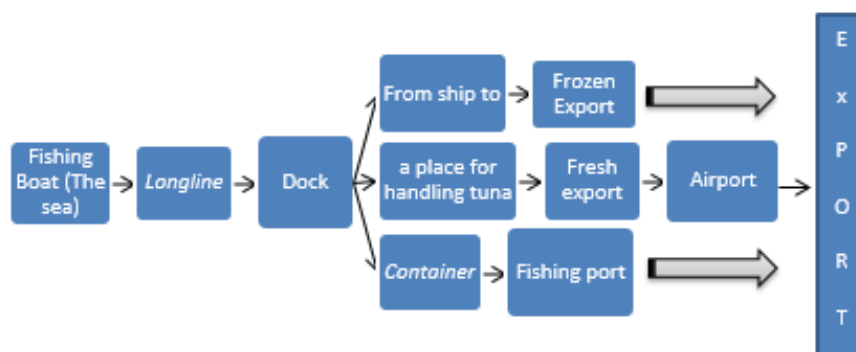 Fishing
Boat (The
sea)
Longline
Dock
From ship to
Frozen
Export
a place for
handling tuna
Fresh
export
Airport
Container
Fishing port
E
x
P
O
R
T